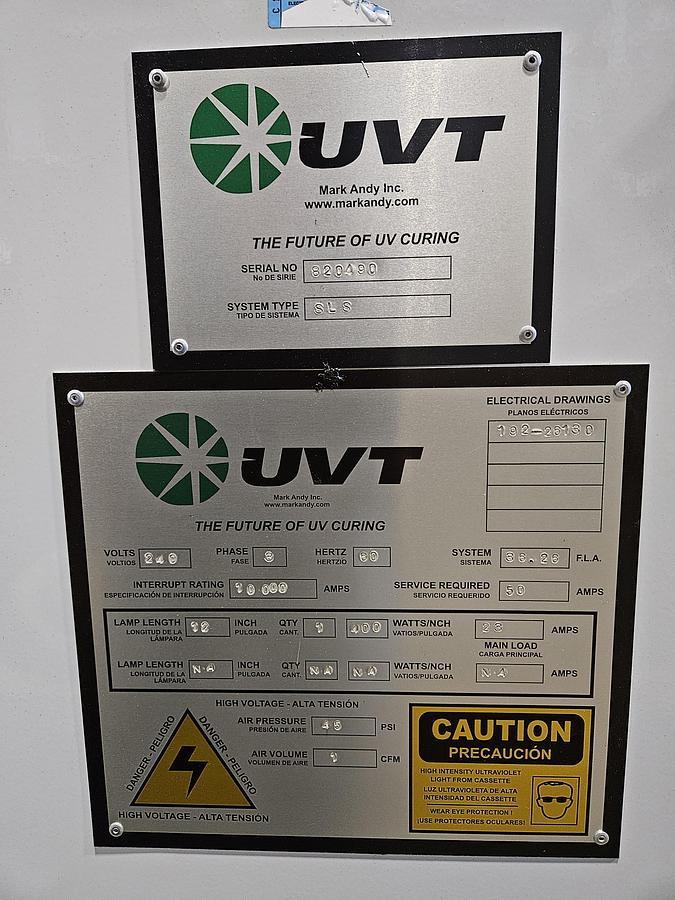 UVT
Mark Andy Inc.
www.markandy.com
THE FUTURE OF UV CURING
SERIAL NO 820490
No DE SIRIE
SYSTEM TYPE SLS
TIPO DE SISTEMA
ELECTRICAL DRAWINGS
PLANOS ELÉCTRICOS
192-26130
UVT
Mark Andy Inc.
www.markandy.com
THE FUTURE OF UV CURING
VOLTS 240 PHASE 3 HERTZ 60 SYSTEM F.L.A.
VOLTIOS FASE HERTZIO SISTEMA
INTERRUPT RATING 10,000 AMPS SERVICE REQUIRED 50 AMPS
ESPECIFICACIÓN DE INTERRUPCIÓN SERVICIO REQUERIDO
LAMP LENGTH 12 INCH QTY 1 400 WATTS/NCH 23 AMPS
LONGITUD DE LA LÁMPARA PULGADA CANT. VATIOS/PULGADA
MAIN LOAD
CARGA PRINCIPAL
LAMP LENGTH N-A INCH QTY NA NA WATTS/NCH N-A AMPS
LONGITUD DE LA LÁMPARA PULGADA CANT. VATIOS/PULGADA
HIGH VOLTAGE - ALTA TENSIÓN
AIR PRESSURE 45 PSI
PRESIÓN DE AIRE
AIR VOLUME 1 CFM
VOLUMEN DE AIRE
DANGER - PELIGRO
DANGER - PELIGRO
HIGH VOLTAGE - ALTA TENSIÓN
CAUTION
PRECAUCIÓN
HIGH INTENSITY ULTRAVIOLET
LIGHT FROM CASSETTE
LUZ ULTRAVIOLETA DE ALTA
INTENSIDAD DEL CASSETTE
WEAR EYE PROTECTION !
¡USE PROTECTORES OCULARES!